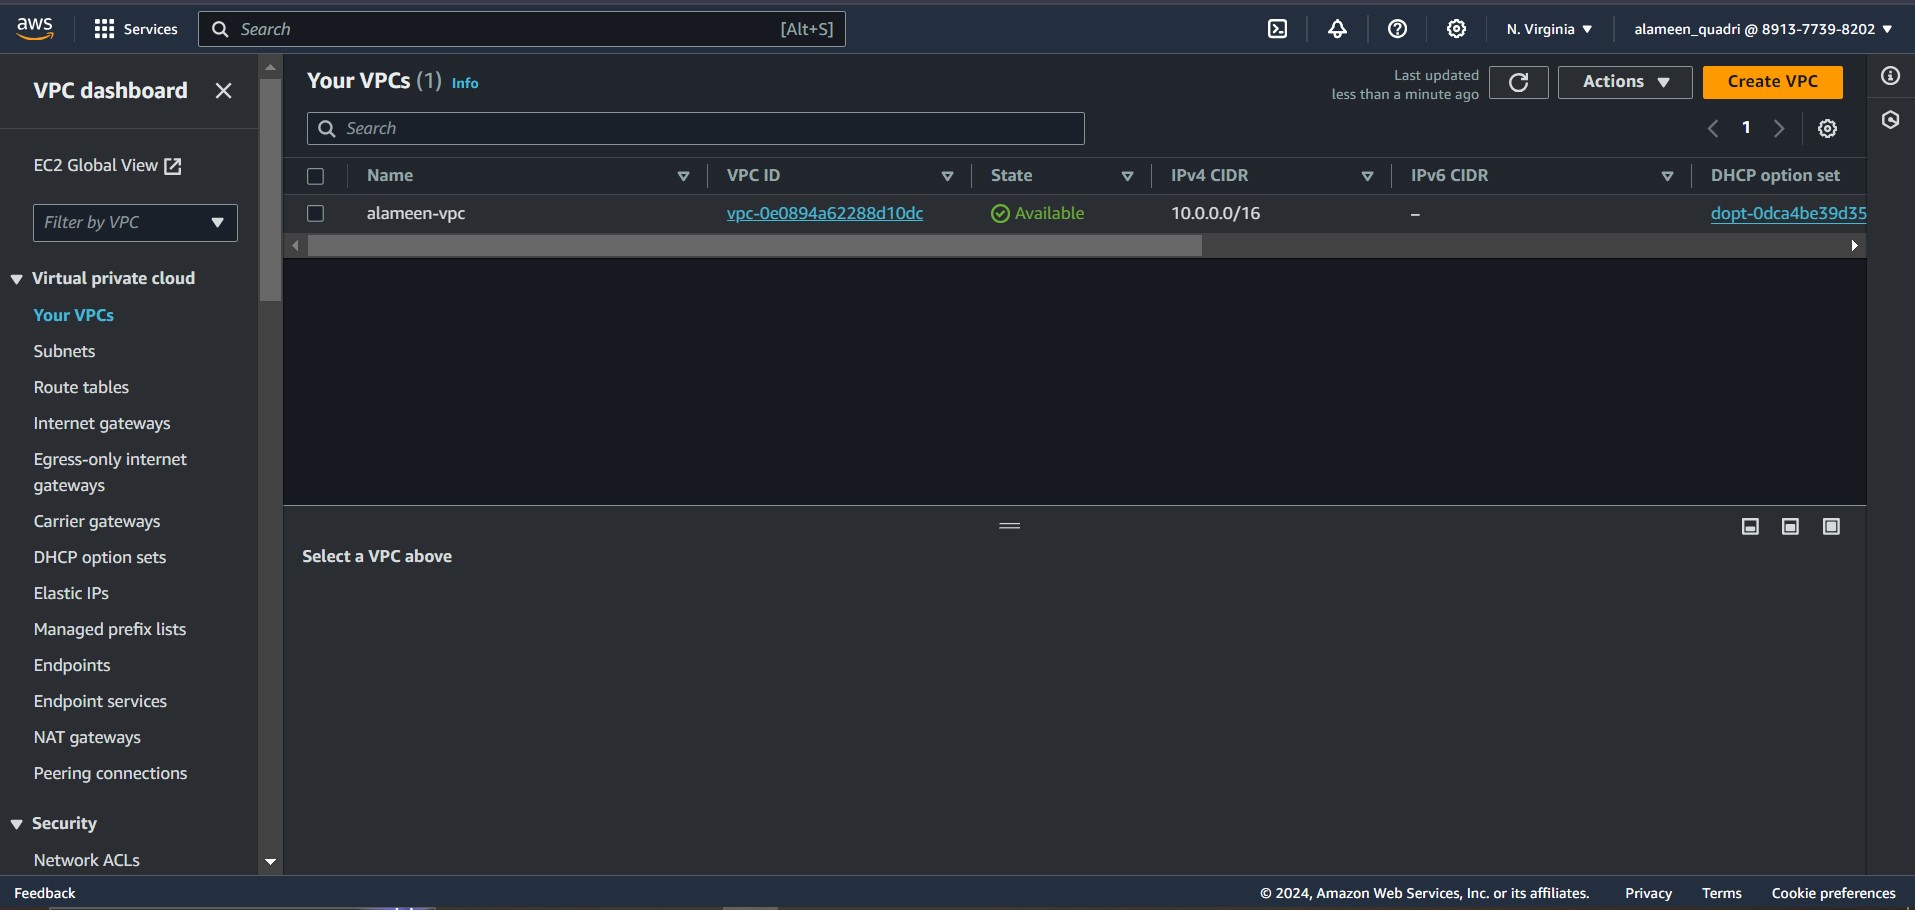 aws
Services
Search [Alt+S]
N. Virginia
alameen_quadri @ 8913-7739-8202
VPC dashboard
EC2 Global View
Filter by VPC
Virtual private cloud
Your VPCs
Subnets
Route tables
Internet gateways
Egress-only internet
gateways
Carrier gateways
DHCP option sets
Elastic IPs
Managed prefix lists
Endpoints
Endpoint services
NAT gateways
Peering connections
Security
Network ACLs
Your VPCs (1) Info
Last updated
less than a minute ago
Actions
Create VPC
Search
1
Name VPC ID State IPv4 CIDR IPv6 CIDR DHCP option set
alameen-vpc vpc-0e0894a62288d10dc Available 10.0.0.0/16 – dopt-0dca4be39d35
Select a VPC above
Feedback
© 2024, Amazon Web Services, Inc. or its affiliates. Privacy Terms Cookie preferences